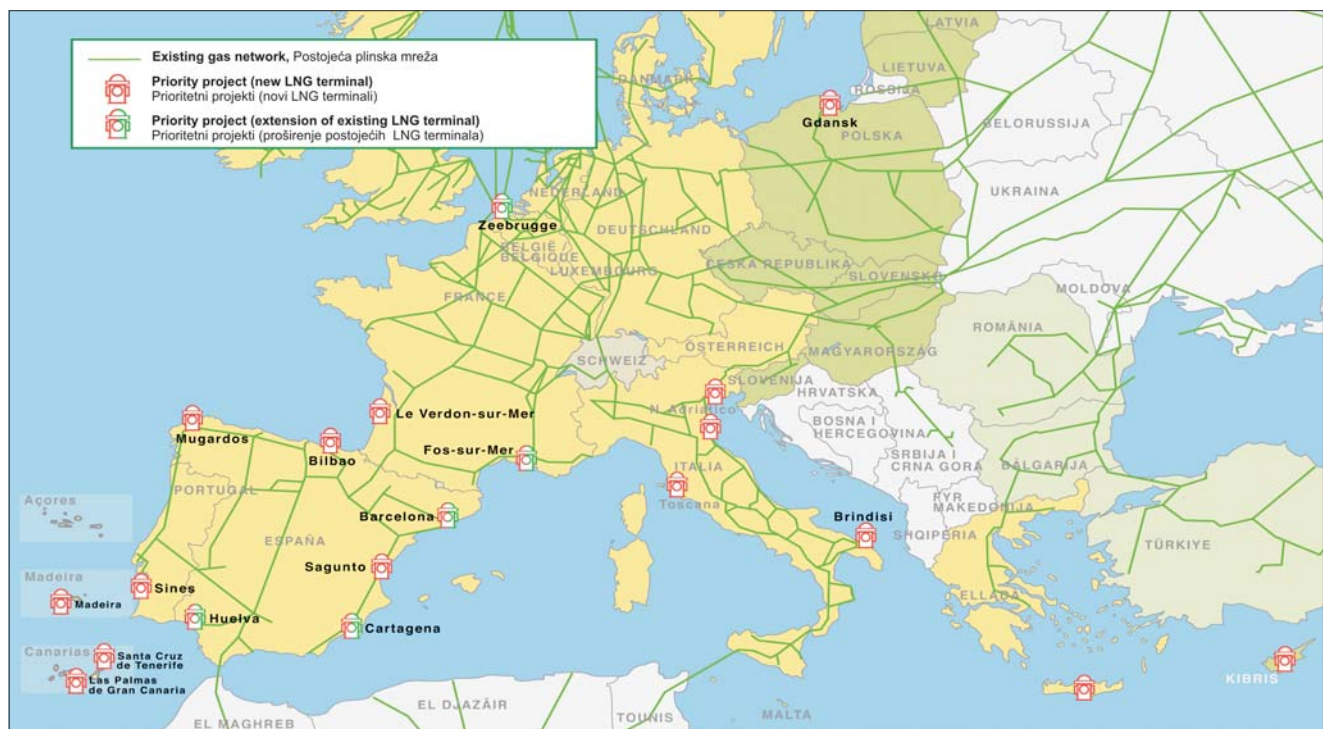 Existing gas network, Postojeća plinska mreža
Priority project (new LNG terminal)
Prioritetni projekti (novi LNG terminali)
Priority project (extension of existing LNG terminal)
Prioritetni projekti (proširenje postojećih LNG terminala)
LATVIA
DANMARK
LIETUVA
ROSSIJA
Gdansk
POLSKA
BELORUSSIJA
UKRAINA
NEDERLAND
Zeebrugge
DEUTSCHLAND
BELGIË /
BELGIQUE
LUXEMBOURG
ČESKA REPUBLIKA
SLOVENSKO
MOLDOVA
FRANCE
ROMÂNIA
SCHWEIZ
ÖSTERREICH
MAGYARORSZÁG
SLOVENIJA
HRVATSKA
N. Adriatico
Le Verdon-sur-Mer
Mugardos
Bilbao
Fos-sur-Mer
BOSNA I
HERCEGOVINA
SRBIJA I
CRNA GORA
BĂLGARIJA
ITALIA
Toscana
PORTUGAL
Açores
Barcelona
Brindisi
FYR
MAKEDONIJA
SHQIPERIA
ESPAÑA
TÜRKIYE
Sagunto
Madeira
Sines
Madeira
ELLADA
Huelva
Cartagena
Canarias
Santa Cruz
de Tenerife
Las Palmas
de Gran Canaria
KIBRIS
EL MAGHREB
EL DJAZÄIR
TOUNIS
MALTA